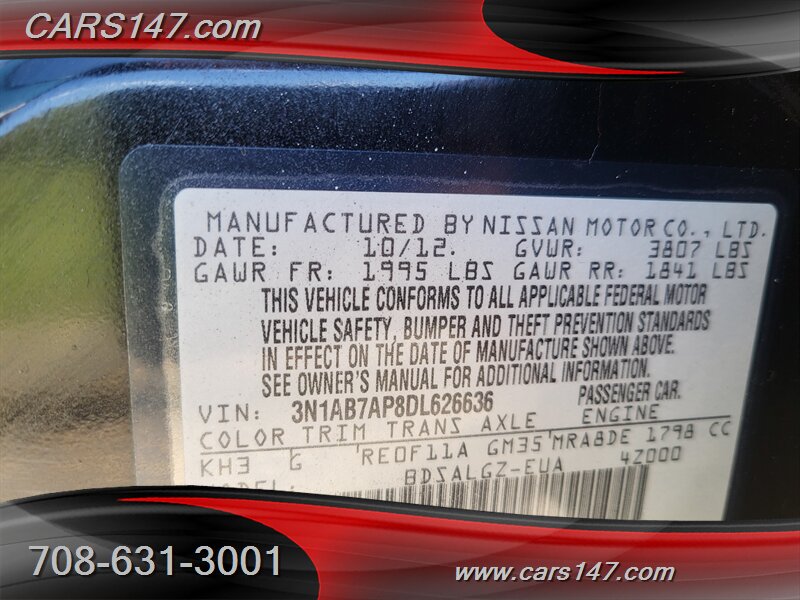 CARS147.com
MANUFACTURED BY NISSAN MOTOR CO., LTD.
DATE: 10/12. GVWR: 3807 LBS
GAWR FR: 1995 LBS GAWR RR: 1841 LBS
THIS VEHICLE CONFORMS TO ALL APPLICABLE FEDERAL MOTOR
VEHICLE SAFETY, BUMPER AND THEFT PREVENTION STANDARDS
IN EFFECT ON THE DATE OF MANUFACTURE SHOWN ABOVE.
SEE OWNER'S MANUAL FOR ADDITIONAL INFORMATION.
VIN: 3N1AB7AP8DL626636 PASSENGER CAR.
COLOR TRIM TRANS AXLE ENGINE
KH3 G RE0F11A GM35 MRA8DE 1798 CC
MODEL: BDSALGZ-EUA 4Z000
708-631-3001
www.cars147.com